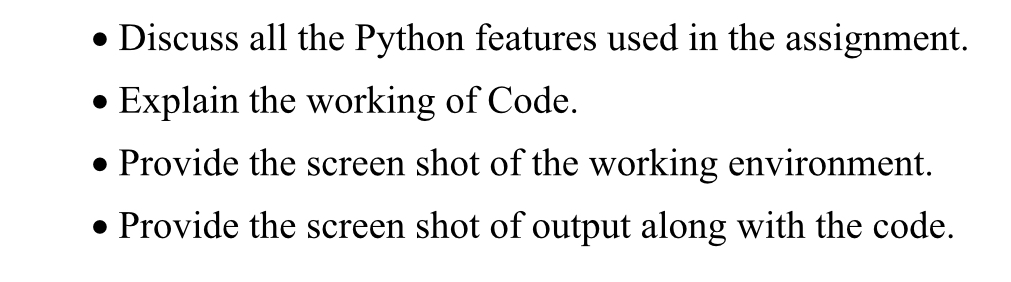 • Discuss all the Python features used in the assignment.
• Explain the working of Code.
• Provide the screen shot of the working environment.
• Provide the screen shot of output along with the code.